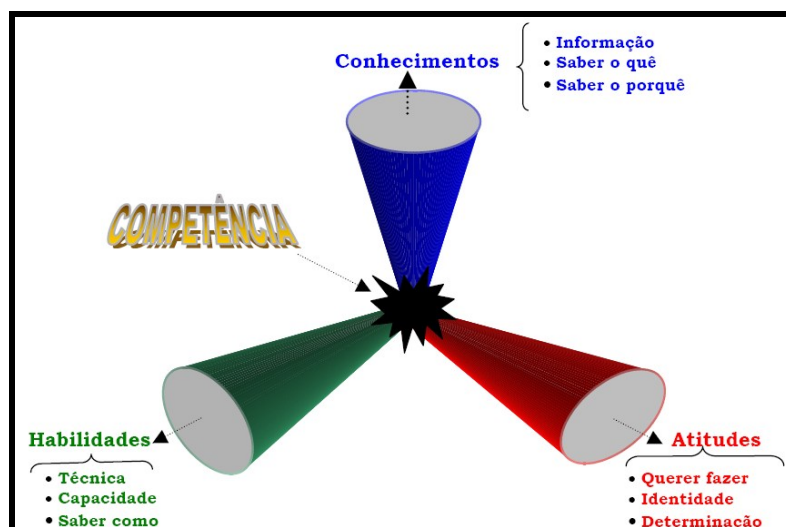 Conhecimentos
• Informação
• Saber o quê
• Saber o porquê
COMPETÊNCIA
Habilidades
• Técnica
• Capacidade
• Saber como
Atitudes
• Querer fazer
• Identidade
• Determinação